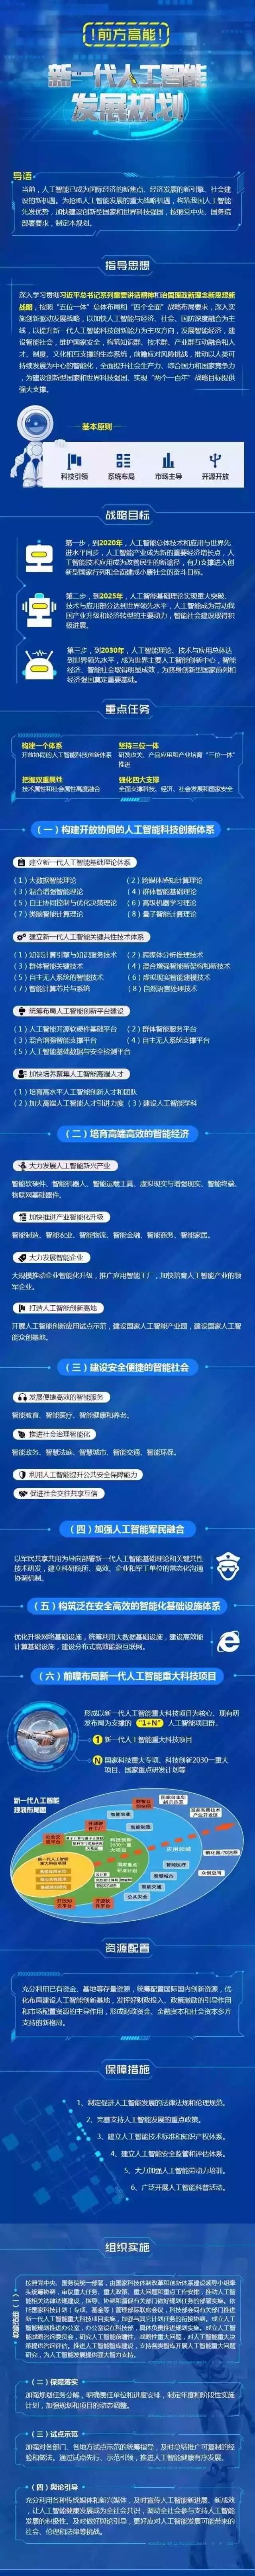 ！前方高能！
新一代人工智能
发展规划
导语
当前，人工智能已成为国际经济的新焦点、经济发展的新引擎、社会建
设的新机遇。为抢抓人工智能发展的重大战略机遇，构筑我国人工智能
先发优势，加快建设创新型国家和世界科技强国，按照党中央、国务院
部署要求，制定本规划。
指导思想
深入学习贯彻习近平总书记系列重要讲话精神和治国理政新理念新思想新
战略，按照“五位一体”总体布局和“四个全面”战略布局要求，深入实
施创新驱动发展战略，以加快人工智能与经济、社会、国防深度融合为主
线，以提升新一代人工智能科技创新能力为主攻方向，发展智能经济，建
设智能社会，维护国家安全，构筑知识群、技术群、产业群互动融合和人
才、制度、文化相互支撑的生态系统，前瞻应对风险挑战，推动以人类可
持续发展为中心的智能化，全面提升社会生产力、综合国力和国家竞争力
，为建设创新型国家和世界科技强国、实现“两个一百年”战略目标提供
强大支撑。
基本原则
科技引领
系统布局
市场主导
开源开放
战略目标
第一步，到2020年，人工智能总体技术和应用与世界先
进水平同步，人工智能产业成为新的重要经济增长点，人
工智能技术应用成为改善民生的新途径，有力支撑进入创
新型国家行列和全面建成小康社会的奋斗目标。
第二步，到2025年，人工智能基础理论实现重大突破、
技术与应用部分达到世界领先水平，人工智能成为带动我
国产业升级和经济转型的主要动力，智能社会建设取得积
极进展。
第三步，到2030年，人工智能理论、技术与应用总体达
到世界领先水平，成为世界主要人工智能创新中心，智能
经济、智能社会取得明显成效，为跻身创新型国家前列和
经济强国奠定重要基础。
重点任务
构建一个体系
开放协同的人工智能科技创新体系
坚持三位一体
研发攻关、产品应用和产业培育“三位一体”
推进
把握双重属性
技术属性和社会属性高度融合
强化四大支撑
全面支撑科技、经济、社会发展和国家安全
（一）构建开放协同的人工智能科技创新体系
建立新一代人工智能基础理论体系
（1）大数据智能理论 （2）跨媒体感知计算理论
（3）混合增强智能理论 （4）群体智能基础理论
（5）自主协同控制与优化决策理论 （6）高级机器学习理论
（7）类脑智能计算理论 （8）量子智能计算理论
建立新一代人工智能关键共性技术体系
（1）知识计算引擎与知识服务技术 （2）跨媒体分析推理技术
（3）群体智能关键技术 （4）混合增强智能新架构和新技术
（5）自主无人系统的智能技术 （6）虚拟现实智能建模技术
（7）智能计算芯片与系统 （8）自然语言处理技术
统筹布局人工智能创新平台建设
（1）人工智能开源软硬件基础平台 （2）群体智能服务平台
（3）混合增强智能支撑平台 （4）自主无人系统支撑平台
（5）人工智能基础数据与安全检测平台
加快培养聚集人工智能高端人才
（1）培育高水平人工智能创新人才和团队
（2）加大高端人工智能人才引进力度 （3）建设人工智能学科
（二）培育高端高效的智能经济
大力发展人工智能新兴产业
智能软硬件、智能机器人、智能运载工具、虚拟现实与增强现实、智能终端、
物联网基础器件。
加快推进产业智能化升级
智能制造、智能农业、智能物流、智能金融、智能商务、智能家居。
大力发展智能企业
大规模推动企业智能化升级，推广应用智能工厂，加快培育人工智能产业的领
军企业。
打造人工智能创新高地
开展人工智能创新应用试点示范，建设国家人工智能产业园，建设国家人工智
能众创基地。
（三）建设安全便捷的智能社会
发展便捷高效的智能服务
智能教育、智能医疗、智能健康和养老。
推进社会治理智能化
智能政务、智慧法庭、智慧城市、智能交通、智能环保。
利用人工智能提升公共安全保障能力
促进社会交往共享互信
（四）加强人工智能军民融合
以军民共享共用为导向部署新一代人工智能基础理论和关键共性
技术研发，建立科研院所、高校、企业和军工单位的常态化沟通
协调机制。
（五）构筑泛在安全高效的智能化基础设施体系
优化升级网络基础设施，统筹利用大数据基础设施，建设高效能
计算基础设施，建设分布式高效能源互联网。
（六）前瞻布局新一代人工智能重大科技项目
形成以新一代人工智能重大科技项目为核心、现有研
发布局为支撑的“1+N”人工智能项目群。
1 新一代人工智能重大科技项目
N 国家科技重大专项、科技创新2030—重大
项目、国家重点研发计划等
新一代人工智能
规划布局图
应用领域
智能制造
智能农业
智能医疗
智能城市
智能交通
公共安全
众创空间
孵化器/加速器
资源配置
充分利用已有资金、基地等存量资源，统筹配置国际国内创新资源，优
化布局建设人工智能创新基地，发挥好财政投入、政策激励的引导作用
和市场配置资源的主导作用，形成财政资金、金融资本和社会资本多方
支持的新格局。
保障措施
1、制定促进人工智能发展的法律法规和伦理规范。
2、完善支持人工智能发展的重点政策。
3、建立人工智能技术标准和知识产权体系。
4、建立人工智能安全监管和评估体系。
5、大力加强人工智能劳动力培训。
6、广泛开展人工智能科普活动。
组织实施
（一）组织领导
按照党中央、国务院统一部署，由国家科技体制改革和创新体系建设领导小组牵
头统筹协调，审议重大任务、重大政策、重大问题和重点工作安排，推动人工智
能相关法律法规建设，指导、协调和督促有关部门做好规划任务的部署实施。依
托国家科技计划（专项、基金等）管理部际联席会议，科技部会同有关部门推进
新一代人工智能重大科技项目实施，加强与其它计划任务的衔接协调。成立人工
智能规划推进办公室，办公室设在科技部，具体负责推进规划实施。成立人工智
能战略咨询委员会，研究人工智能前瞻性、战略性重大问题，对人工智能重大决
策提供咨询评估。推进人工智能智库建设，支持各类智库开展人工智能重大问题
研究，为人工智能发展提供强大智力支持。
（二）保障落实
加强规划任务分解，明确责任单位和进度安排，制定年度和阶段性实施
计划，加强规划和项目的动态调整。
（三）试点示范
加强对各部门、各地方试点示范的统筹指导，及时总结推广可复制的经
验和做法。通过试点先行、示范引领，推进人工智能健康有序发展。
（四）舆论引导
充分利用各种传统媒体和新兴媒体，及时宣传人工智能新进展、新成效
，让人工智能健康发展成为全社会共识，调动全社会参与支持人工智能
发展的积极性。及时做好舆论引导，更好应对人工智能发展可能带来的
社会、伦理和法律等挑战。